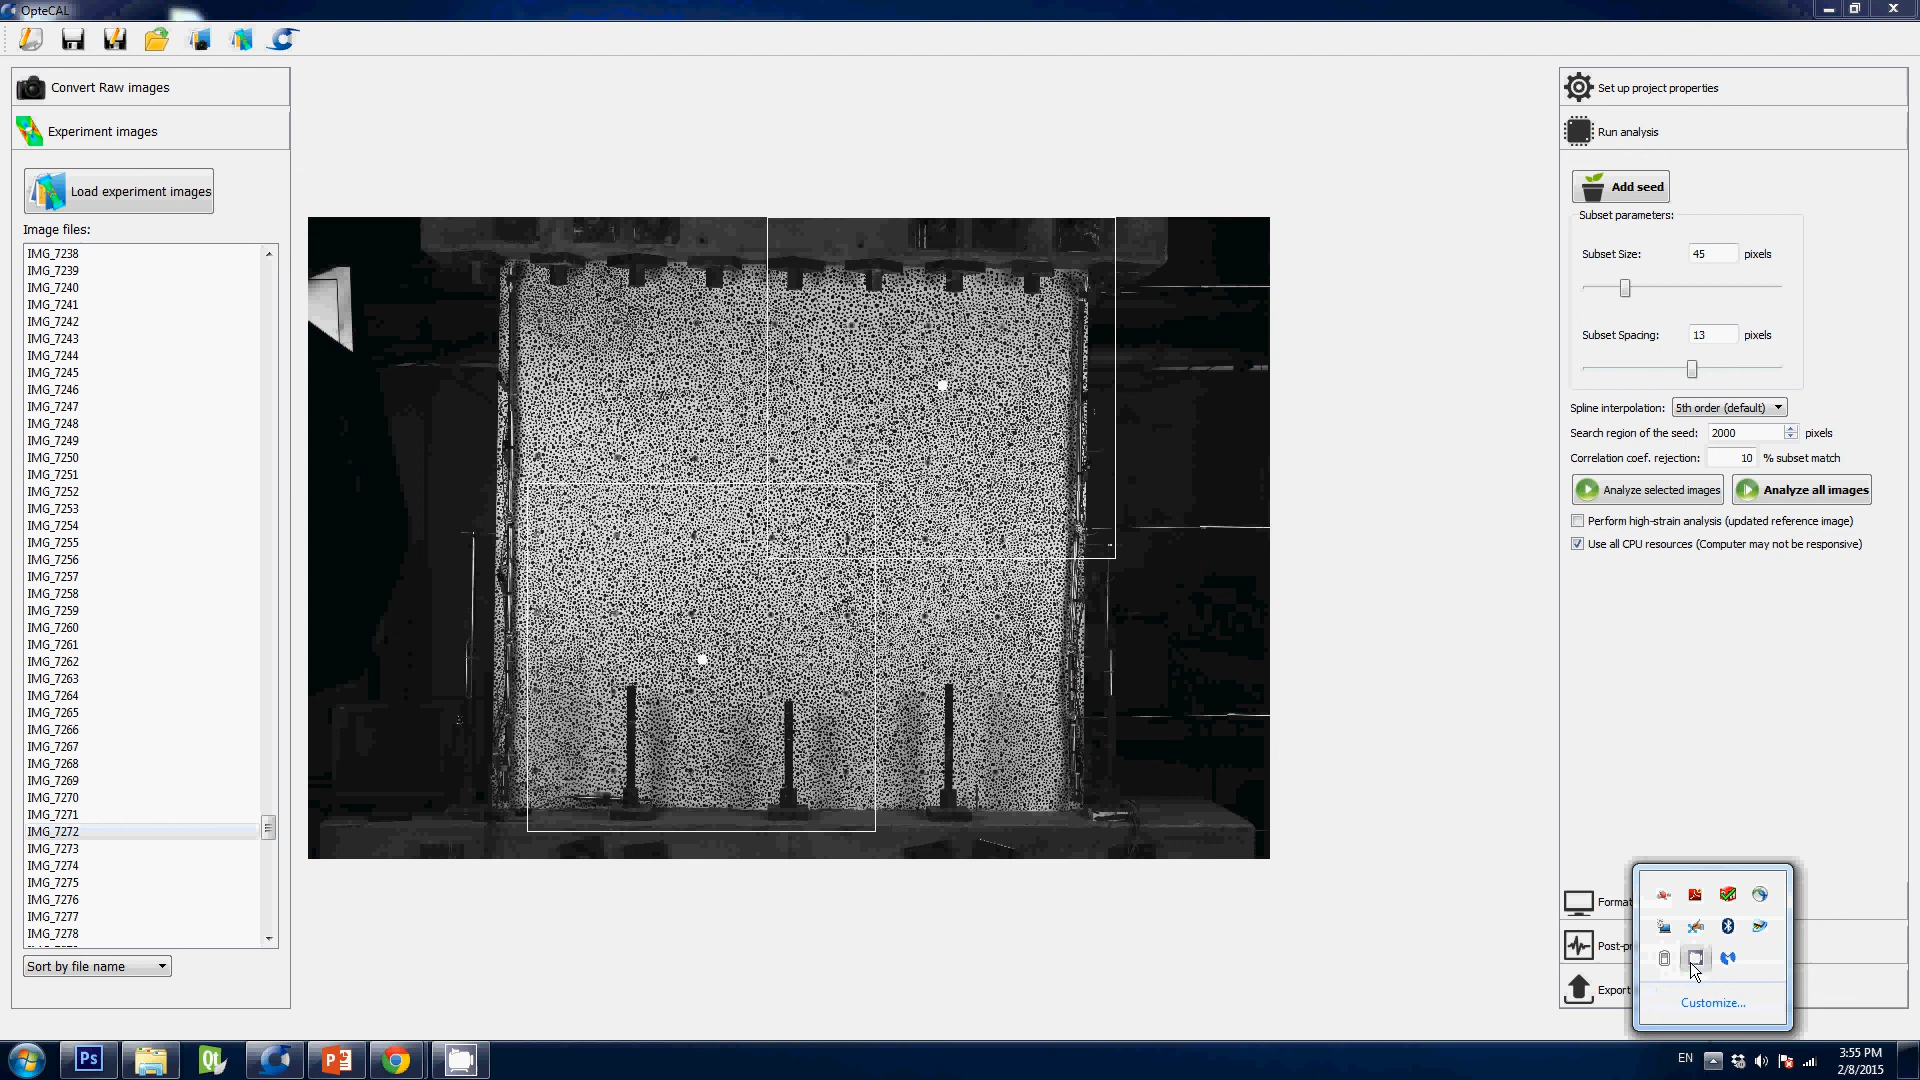 OpteCAL
Convert Raw images
Experiment images
Load experiment images
Image files:
IMG_7238
IMG_7239
IMG_7240
IMG_7241
IMG_7242
IMG_7243
IMG_7244
IMG_7245
IMG_7246
IMG_7247
IMG_7248
IMG_7249
IMG_7250
IMG_7251
IMG_7252
IMG_7253
IMG_7254
IMG_7255
IMG_7256
IMG_7257
IMG_7258
IMG_7259
IMG_7260
IMG_7261
IMG_7262
IMG_7263
IMG_7264
IMG_7265
IMG_7266
IMG_7267
IMG_7268
IMG_7269
IMG_7270
IMG_7271
IMG_7272
IMG_7273
IMG_7274
IMG_7275
IMG_7276
IMG_7277
IMG_7278
Sort by file name
Set up project properties
Run analysis
Add seed
Subset parameters:
Subset Size: 45 pixels
Subset Spacing: 13 pixels
Spline interpolation: 5th order (default)
Search region of the seed: 2000 pixels
Correlation coef. rejection: 10 % subset match
Analyze selected images Analyze all images
Perform high-strain analysis (updated reference image)
Use all CPU resources (Computer may not be responsive)
Format
Post-pr
Export
Customize...
Ps
Qt
P
EN
3:55 PM
2/8/2015